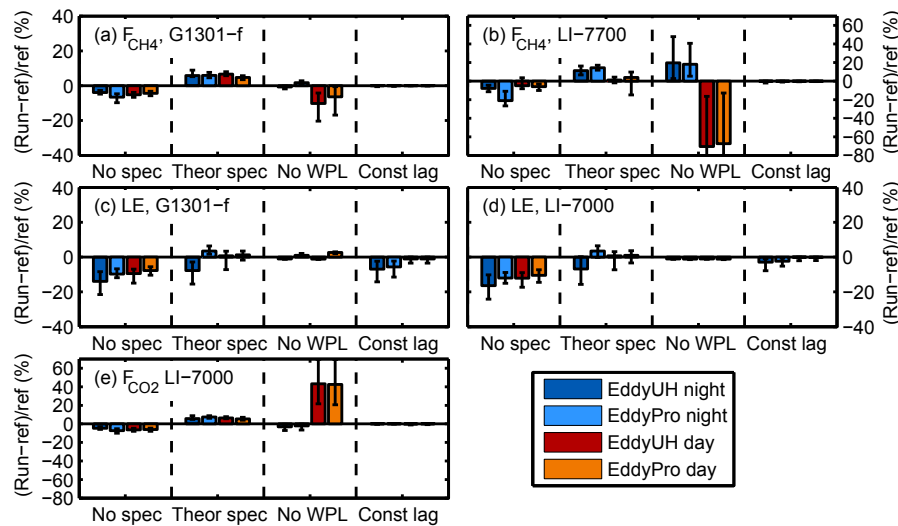 (a) F_CH4, G1301-f
(Run−ref)/ref (%)
40
20
0
−20
−40
No spec Theor spec No WPL Const lag
(b) F_CH4, LI-7700
(Run−ref)/ref (%)
60
40
20
0
−20
−40
−60
−80
No spec Theor spec No WPL Const lag
(c) LE, G1301-f
(Run−ref)/ref (%)
40
20
0
−20
−40
No spec Theor spec No WPL Const lag
(d) LE, LI-7000
(Run−ref)/ref (%)
40
20
0
−20
−40
No spec Theor spec No WPL Const lag
(e) F_CO2 LI-7000
(Run−ref)/ref (%)
60
40
20
0
−20
−40
−60
−80
No spec Theor spec No WPL Const lag
EddyUH night
EddyPro night
EddyUH day
EddyPro day